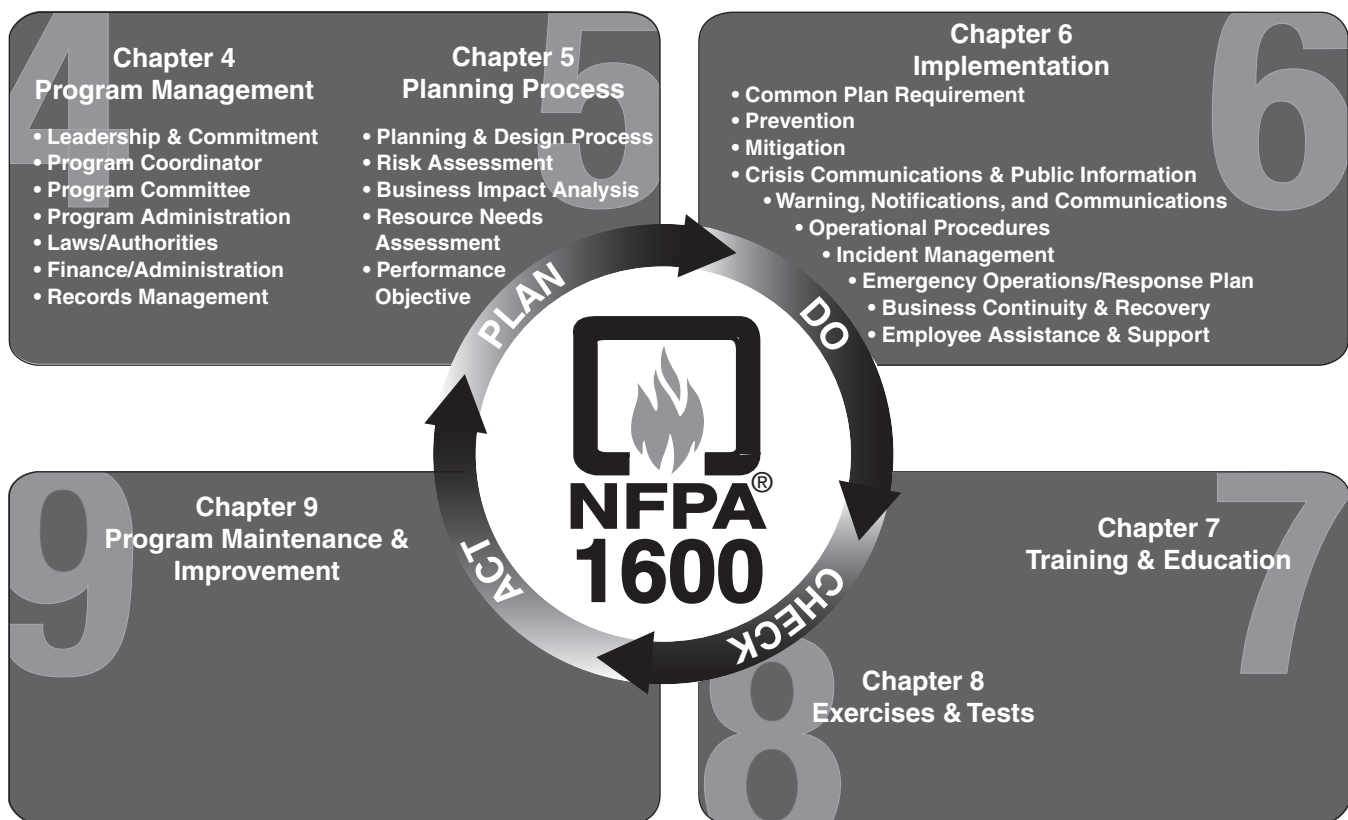 4
Chapter 4
Program Management
• Leadership & Commitment
• Program Coordinator
• Program Committee
• Program Administration
• Laws/Authorities
• Finance/Administration
• Records Management
5
Chapter 5
Planning Process
• Planning & Design Process
• Risk Assessment
• Business Impact Analysis
• Resource Needs
Assessment
• Performance
Objective
6
Chapter 6
Implementation
• Common Plan Requirement
• Prevention
• Mitigation
• Crisis Communications & Public Information
• Warning, Notifications, and Communications
• Operational Procedures
• Incident Management
• Emergency Operations/Response Plan
• Business Continuity & Recovery
• Employee Assistance & Support
PLAN
DO
CHECK
ACT
NFPA®
1600
9
Chapter 9
Program Maintenance &
Improvement
7
Chapter 7
Training & Education
8
Chapter 8
Exercises & Tests